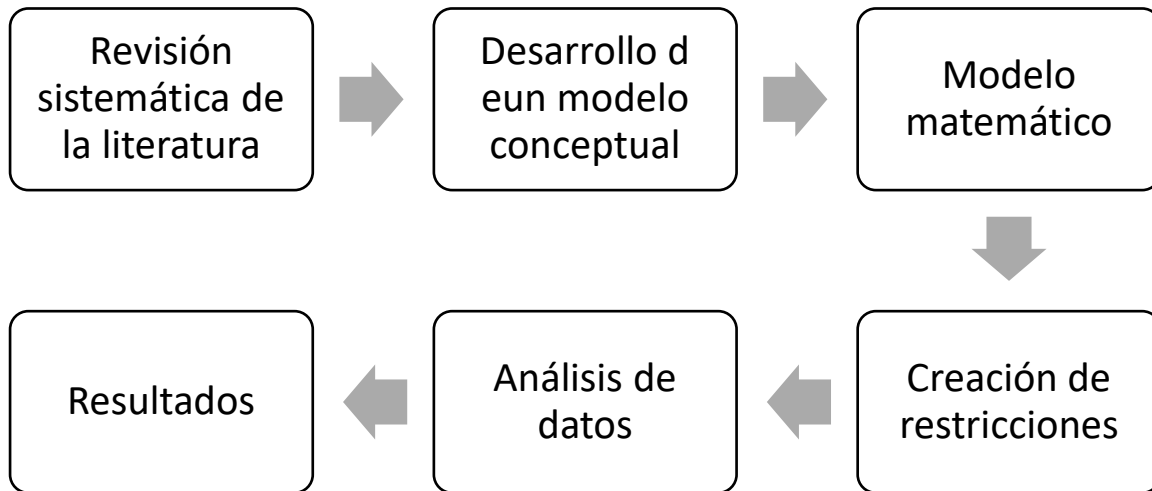 Revisión
sistemática de
la literatura
Desarrollo d
eun modelo
conceptual
Modelo
matemático
Creación de
restricciones
Análisis de
datos
Resultados